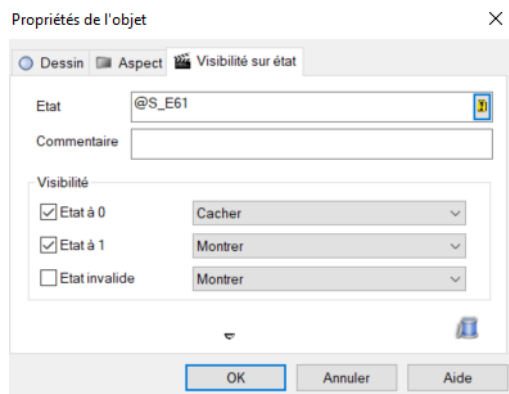 Propriétés de l'objet
Dessin Aspect Visibilité sur état
Etat @S_E61
Commentaire
Visibilité
Etat à 0 Cacher
Etat à 1 Montrer
Etat invalide Montrer
OK Annuler Aide